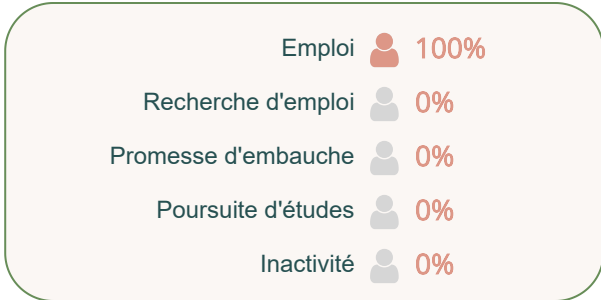 Emploi 100%
Recherche d'emploi 0%
Promesse d'embauche 0%
Poursuite d'études 0%
Inactivité 0%